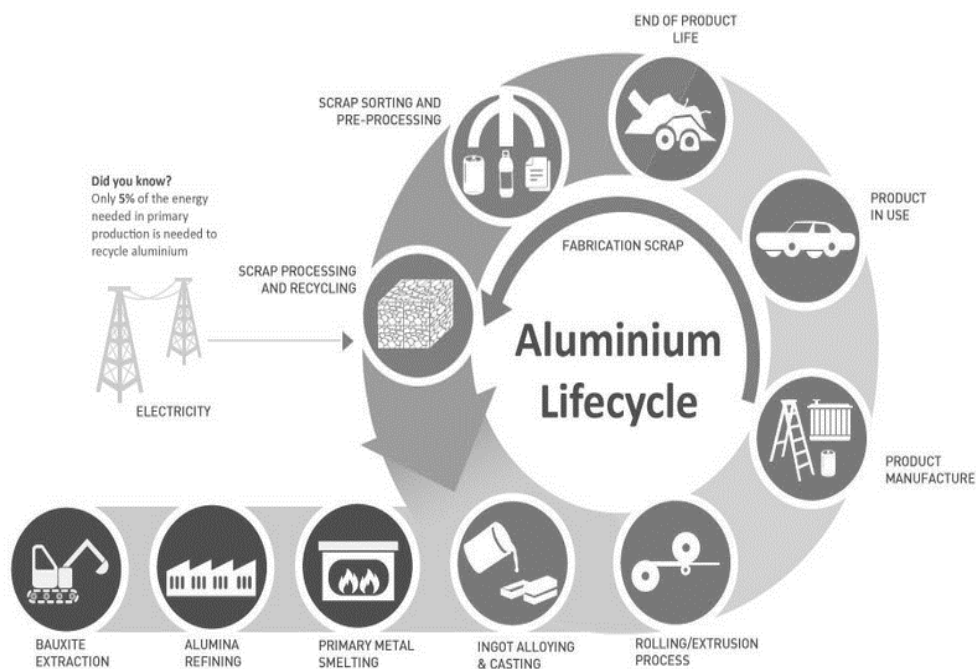 END OF PRODUCT
LIFE
SCRAP SORTING AND
PRE-PROCESSING
Did you know?
Only 5% of the energy
needed in primary
production is needed to
recycle aluminium
PRODUCT
IN USE
FABRICATION SCRAP
SCRAP PROCESSING
AND RECYCLING
Aluminium
Lifecycle
ELECTRICITY
PRODUCT
MANUFACTURE
BAUXITE
EXTRACTION
ALUMINA
REFINING
PRIMARY METAL
SMELTING
INGOT ALLOYING
& CASTING
ROLLING/EXTRUSION
PROCESS